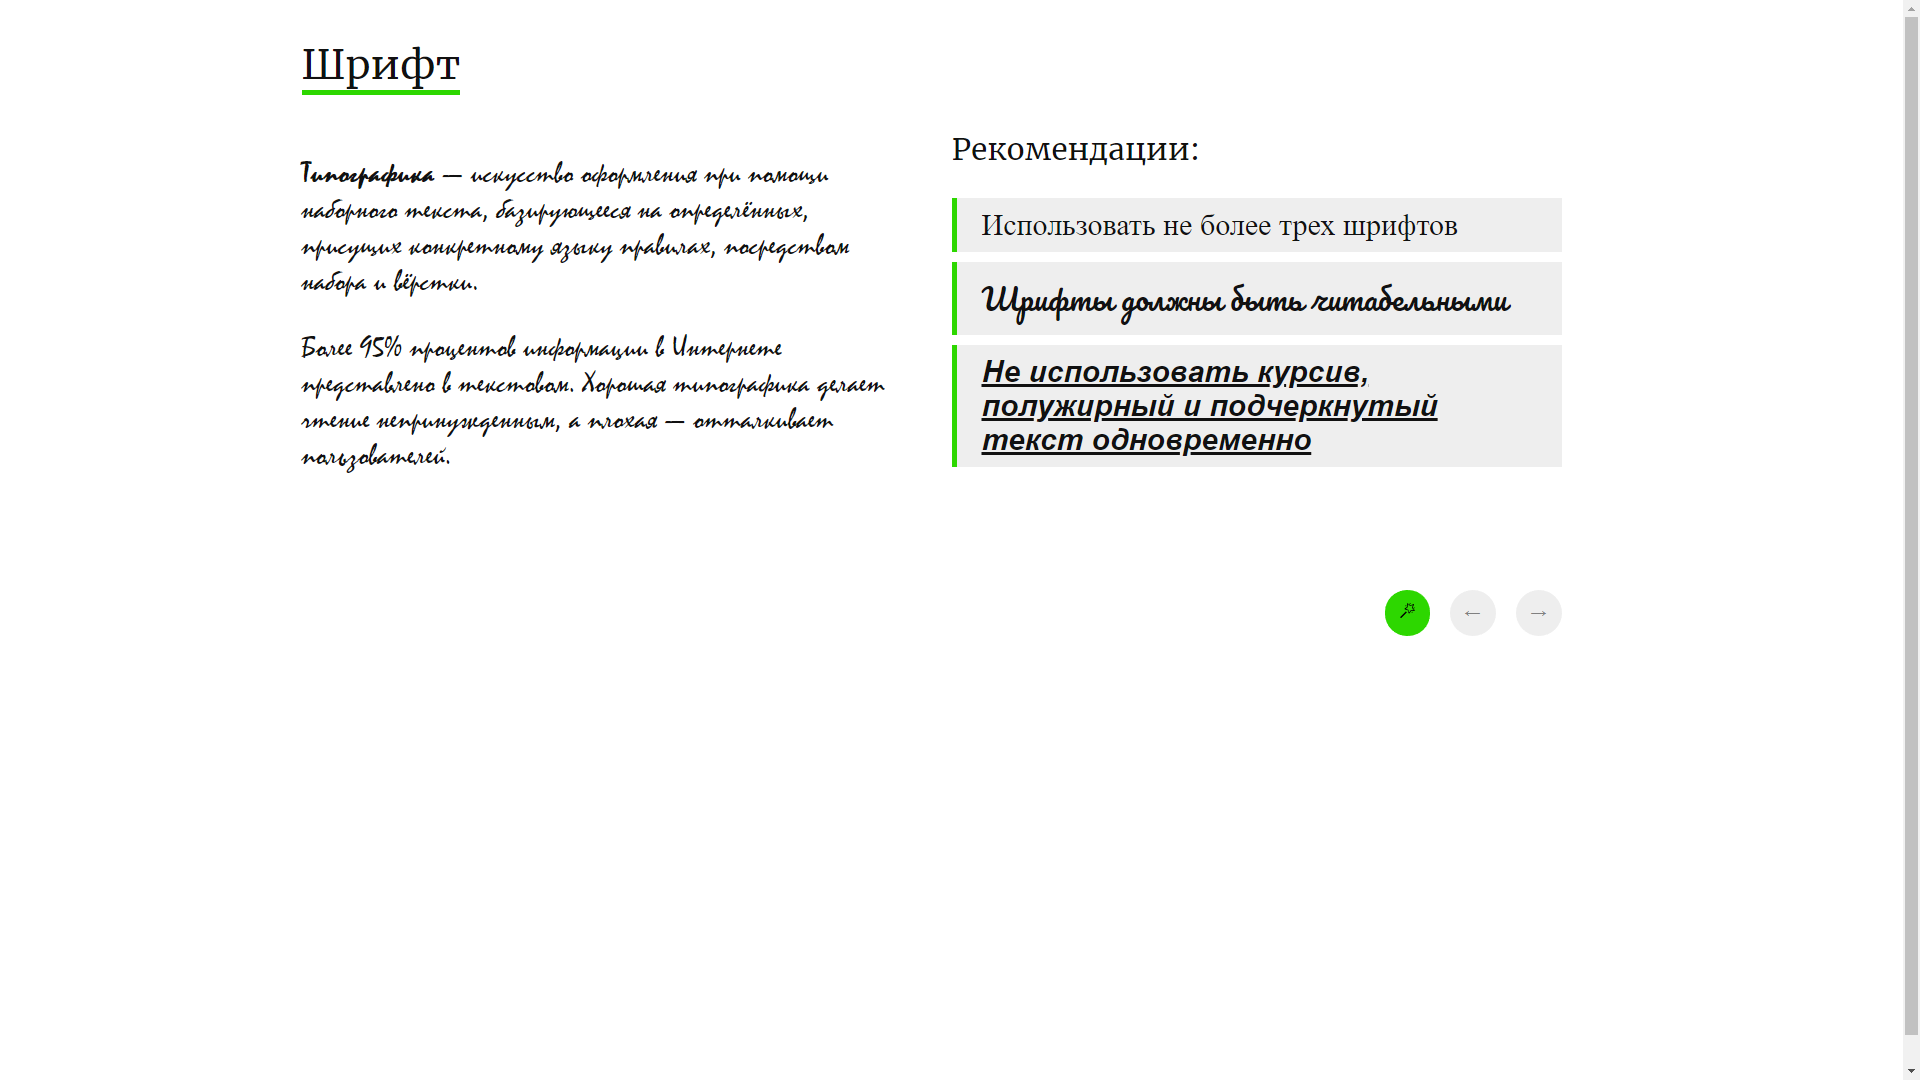 Шрифт
Типографика — искусство оформления при помощи
наборного текста, базирующееся на определённых,
присущих конкретному языку правилах, посредством
набора и вёрстки.
Более 95% процентов информации в Интернете
представлено в текстовом. Хорошая типографика делает
чтение непринужденным, а плохая — отталкивает
пользователей.
Рекомендации:
Использовать не более трех шрифтов
Шрифты должны быть читабельными
Не использовать курсив,
полужирный и подчеркнутый
текст одновременно
← →